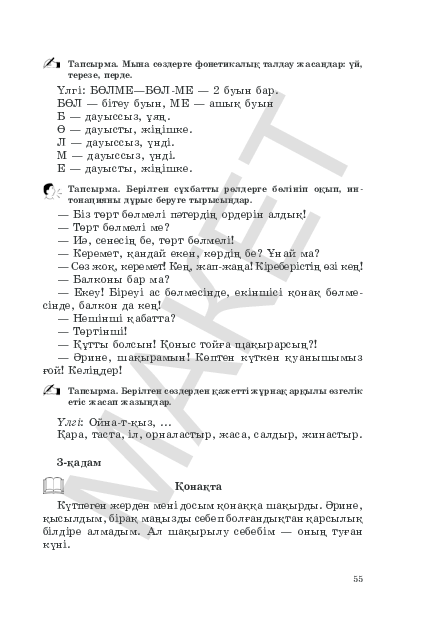 Тапсырма. Мына сөздерге фонетикалық талдау жасаңдар: үй,
терезе, перде.
Үлгі: БӨЛМЕ—БӨЛ-МЕ — 2 буын бар.
БӨЛ — бітеу буын, МЕ — ашық буын
Б — дауыссыз, ұяң.
Ө — дауысты, жіңішке.
Л — дауыссыз, үнді.
М — дауыссыз, үнді.
Е — дауысты, жіңішке.
Тапсырма. Берілген сұхбатты рөлдерге бөлініп оқып, ин-
тонацияны дұрыс беруге тырысыңдар.
— Біз төрт бөлмелі пәтердің ордерін алдық!
— Төрт бөлмелі ме?
— Иә, сенесің бе, төрт бөлмелі!
— Керемет, қандай екен, көрдің бе? Ұнай ма?
— Сөз жоқ, керемет! Кең, жап-жаңа! Кіреберістің өзі кең!
— Балконы бар ма?
— Екеу! Біреуі ас бөлмесінде, екіншісі қонақ бөлме-
сінде, балкон да кең!
— Нешінші қабатта?
— Төртінші!
— Құтты болсын! Қоныс тойға шақырарсың?!
— Әрине, шақырамын! Көптен күткен қуанышымыз
ғой! Келіңдер!
Тапсырма. Берілген сөздерден қажетті жұрнақ арқылы өзгелік
етіс жасап жазыңдар.
Үлгі: Ойна-т-қыз, ...
Қара, таста, іл, орналастыр, жаса, салдыр, жинастыр.
3-қадам
Қонақта
Күтпеген жерден мені досым қонаққа шақырды. Әрине,
қысылдым, бірақ маңызды себеп болғандықтан қарсылық
білдіре алмадым. Ал шақырылу себебім — оның туған
күні.
55
МАКЕТ